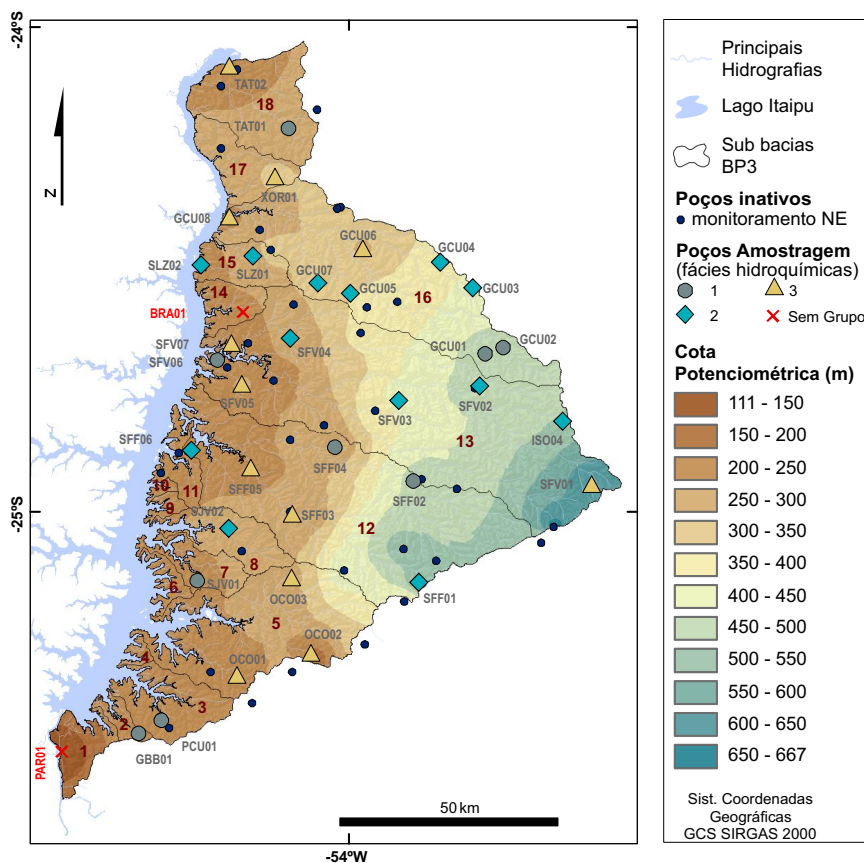 -24ºS
TAT02
18
TAT01
17
XOR01
GCU08
GCU06
GCU04
15
SLZ02
SLZ01
GCU07
GCU05
16
GCU03
14
BRA01
SFV07
SFV06
SFV04
GCU01
GCU02
SFV05
SFV03
SFV02
13
ISO04
SFF06
SFF04
10
11
SFF05
SFF02
SFV01
9
SJV02
SFF03
-25ºS
12
8
7
6
SJV01
OCO03
SFF01
5
OCO02
4
OCO01
3
2
PCU01
PAR01
1
GBB01
50 km
-54ºW
N
Principais
Hidrografias
Lago Itaipu
Sub bacias
BP3
Poços inativos
monitoramento NE
Poços Amostragem
(fácies hidroquímicas)
1
3
2
Sem Grupo
Cota
Potenciométrica (m)
111 - 150
150 - 200
200 - 250
250 - 300
300 - 350
350 - 400
400 - 450
450 - 500
500 - 550
550 - 600
600 - 650
650 - 667
Sist. Coordenadas
Geográficas
GCS SIRGAS 2000